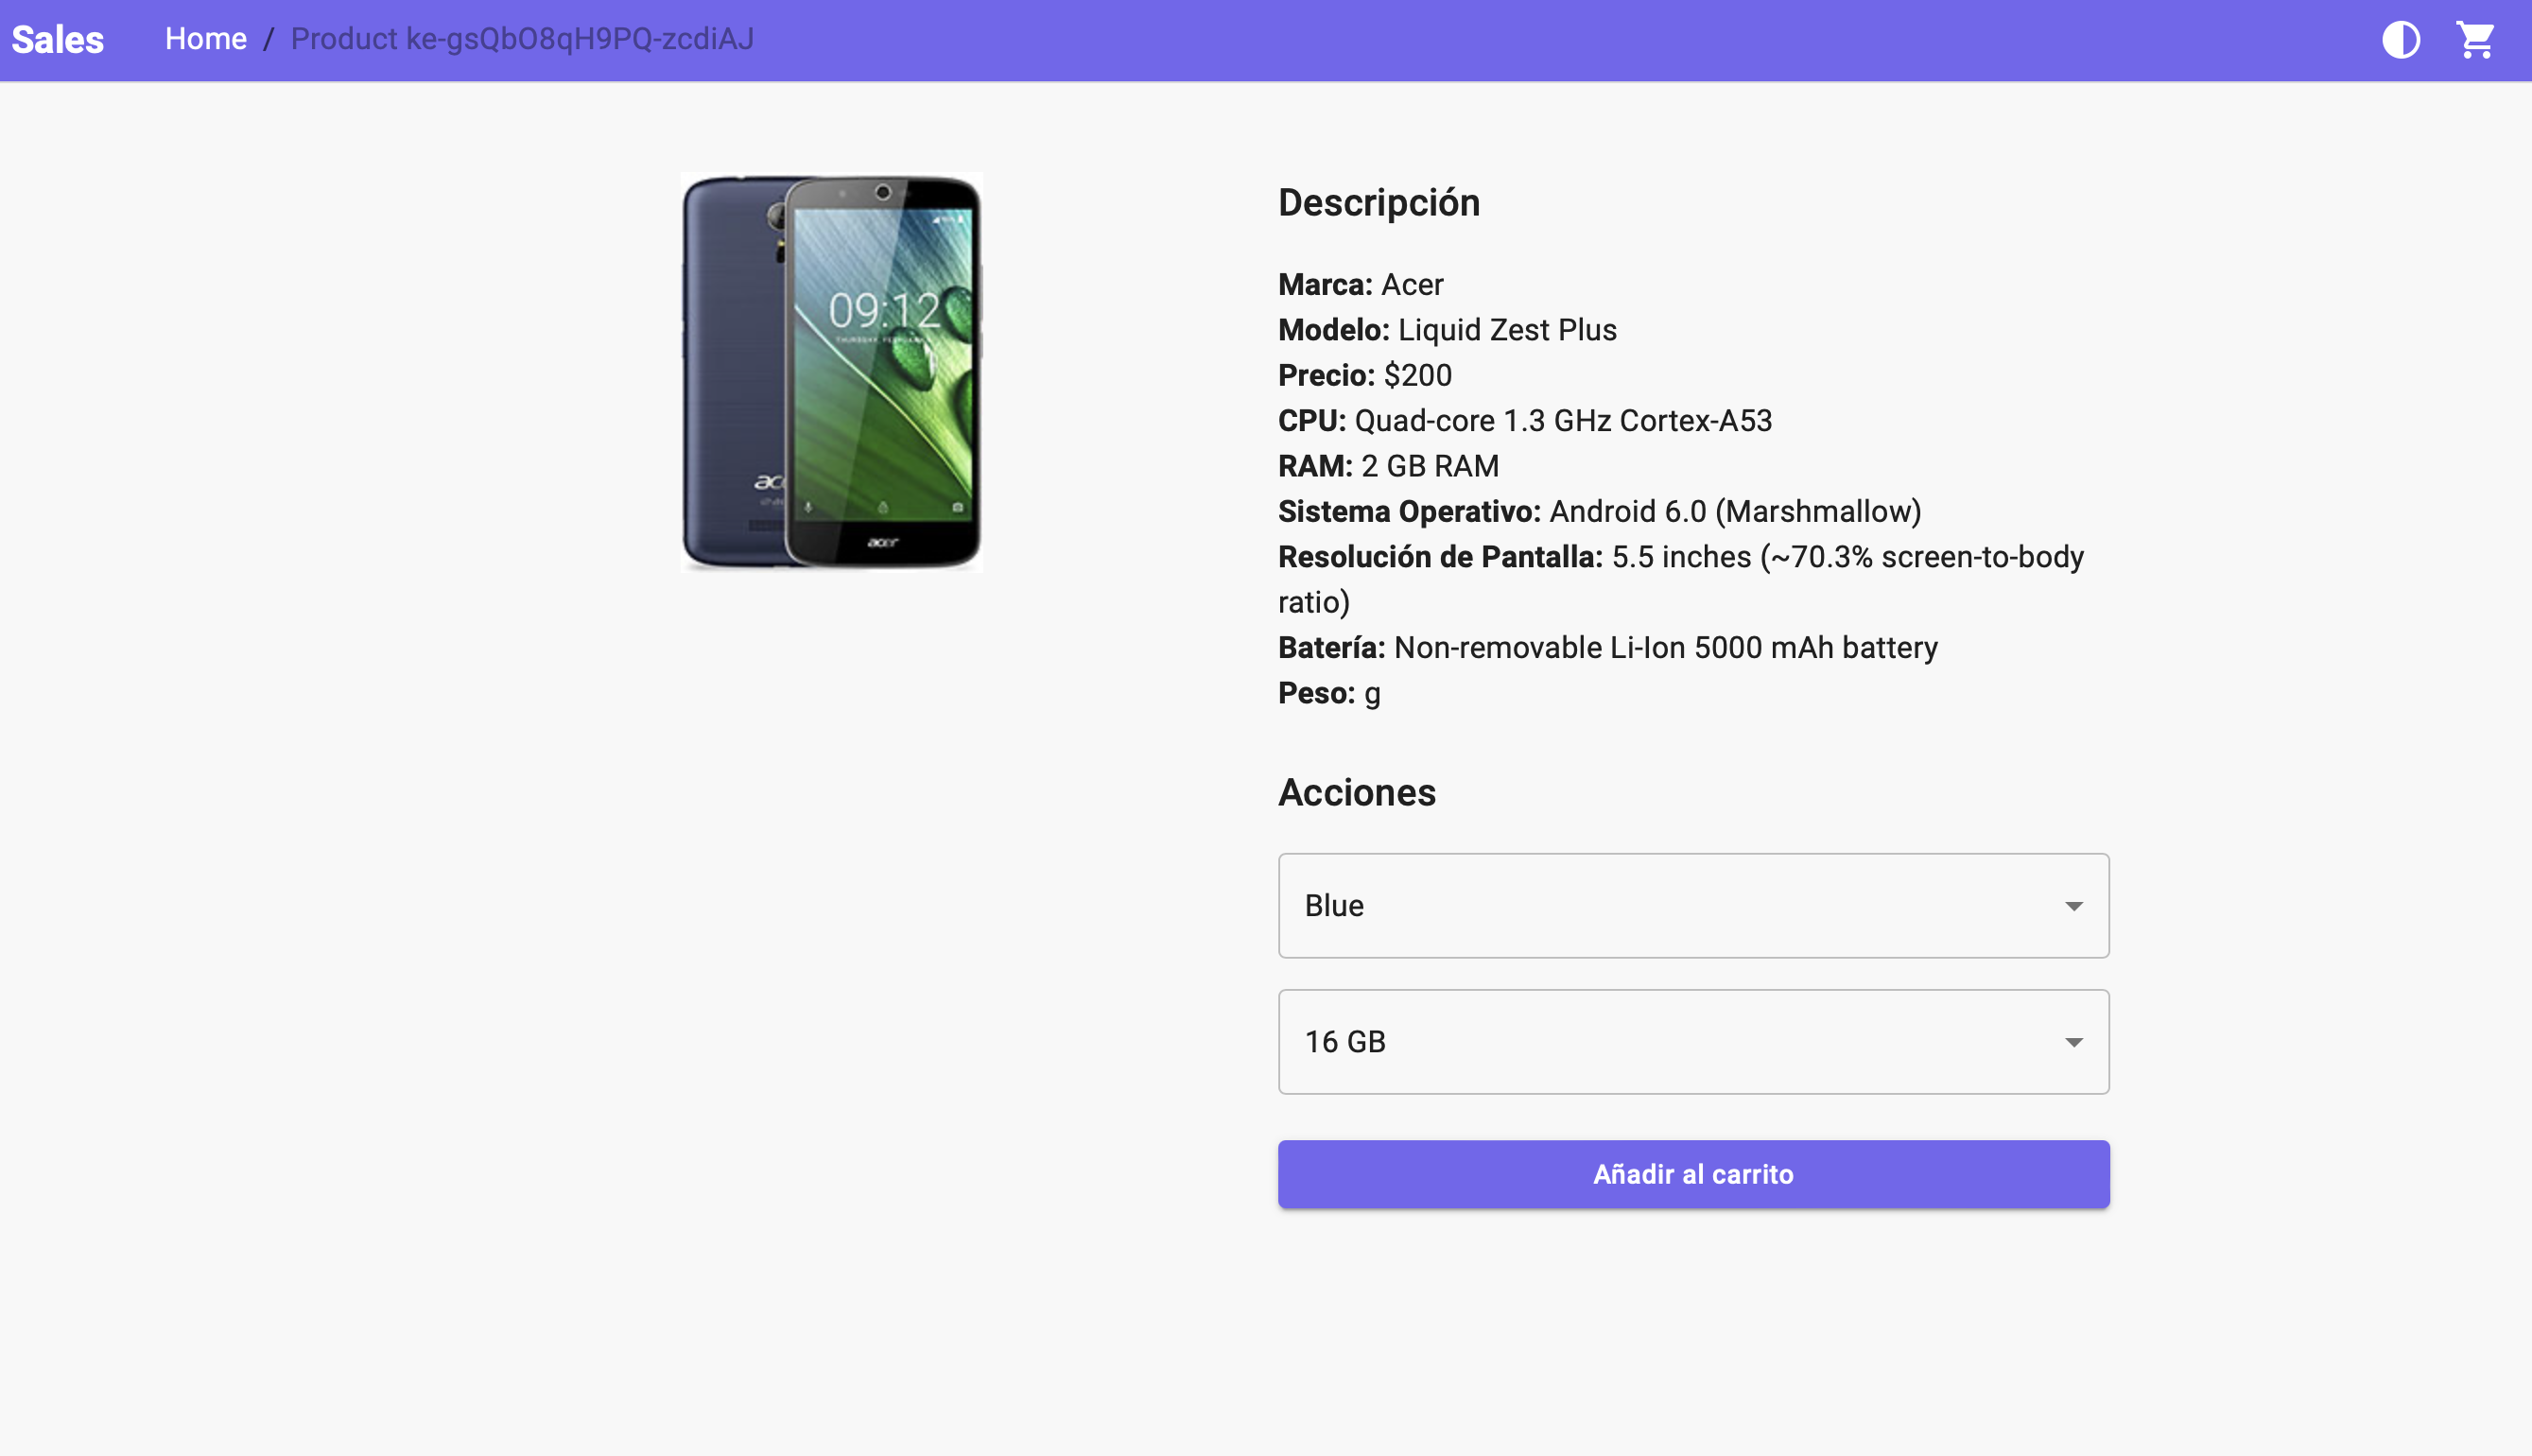 Sales Home / Product ke-gsQbO8qH9PQ-zcdiAJ
09:12
acer
Descripción
Marca: Acer
Modelo: Liquid Zest Plus
Precio: $200
CPU: Quad-core 1.3 GHz Cortex-A53
RAM: 2 GB RAM
Sistema Operativo: Android 6.0 (Marshmallow)
Resolución de Pantalla: 5.5 inches (~70.3% screen-to-body
ratio)
Batería: Non-removable Li-Ion 5000 mAh battery
Peso: g
Acciones
Blue
16 GB
Añadir al carrito